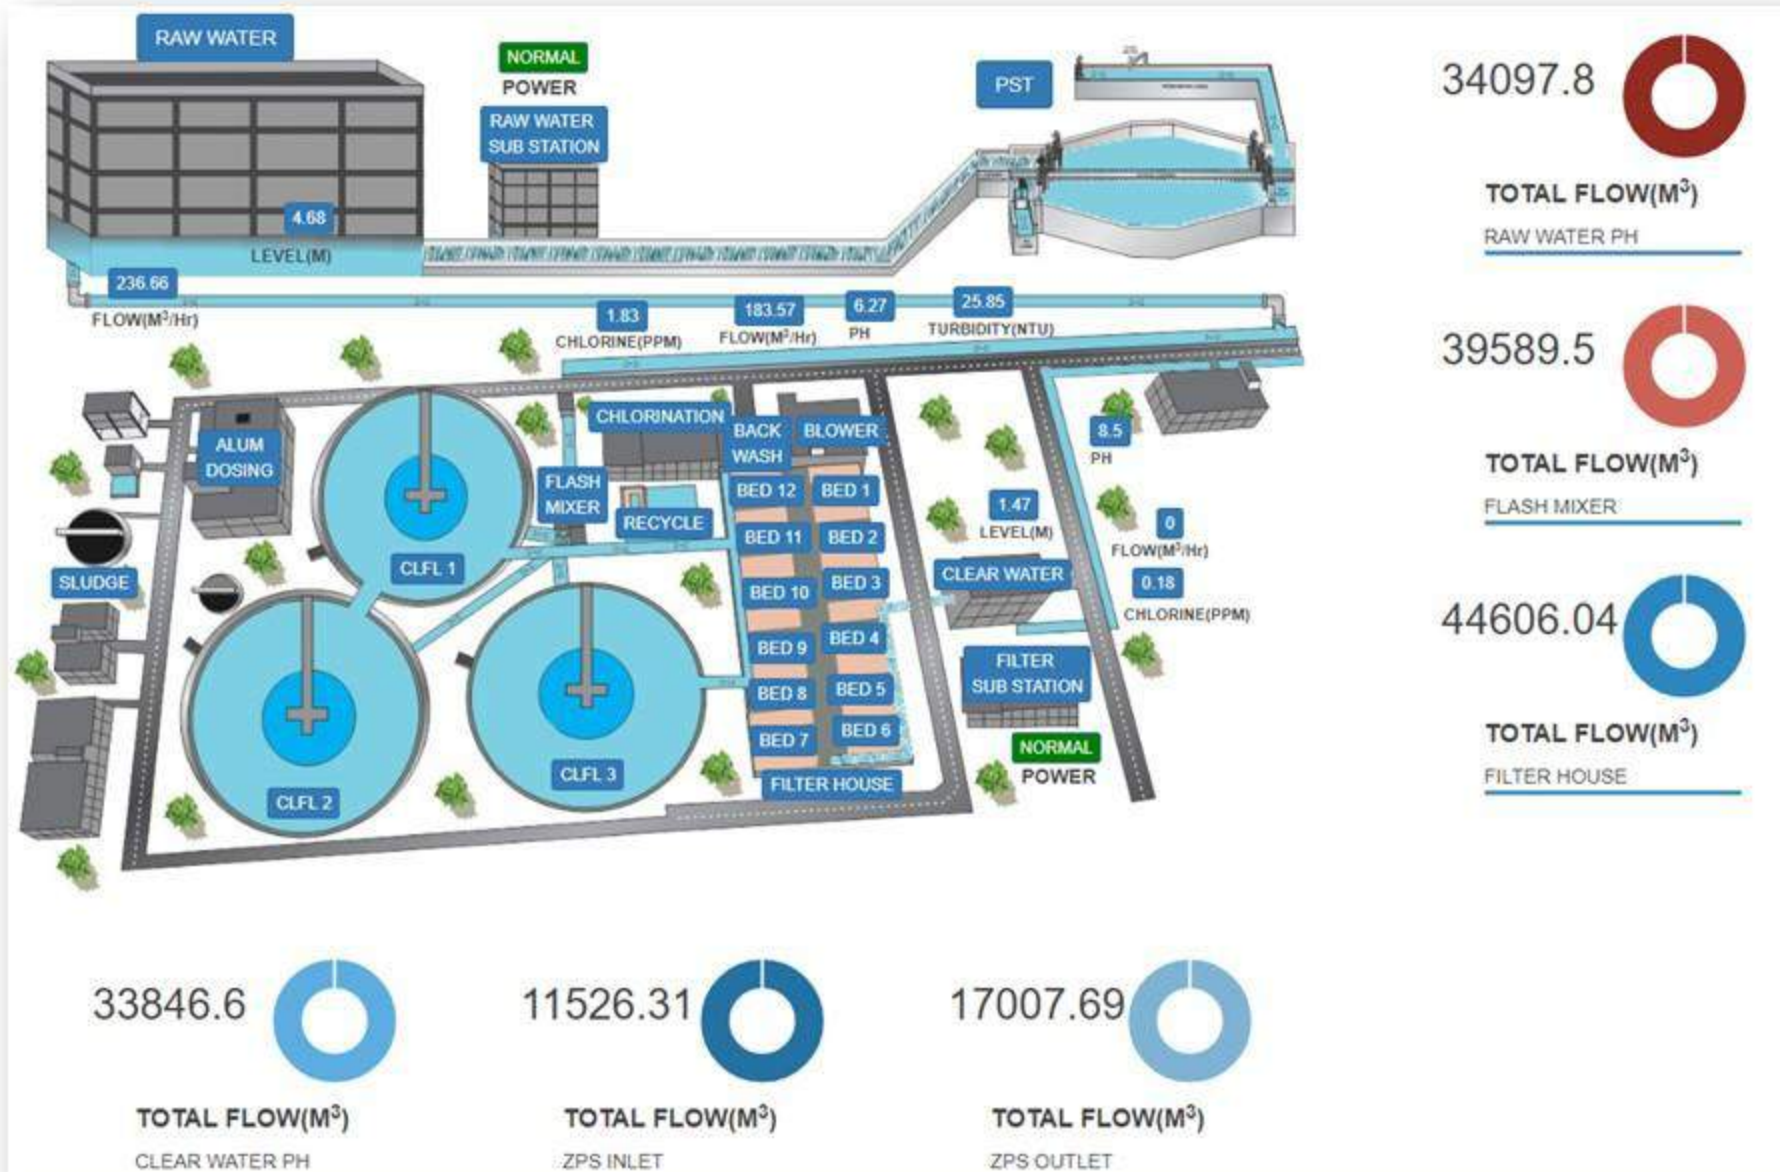 RAW WATER
NORMAL
POWER
RAW WATER
SUB STATION
PST
4.68
LEVEL(M)
236.66
FLOW(M³/Hr)
1.83
CHLORINE(PPM)
183.57
FLOW(M³/Hr)
6.27
PH
25.85
TURBIDITY(NTU)
ALUM
DOSING
CHLORINATION
BACK
WASH
BLOWER
FLASH
MIXER
RECYCLE
BED 12
BED 1
BED 11
BED 2
BED 10
BED 3
BED 9
BED 4
BED 8
BED 5
BED 7
BED 6
FILTER HOUSE
SLUDGE
CLFL 1
CLFL 2
CLFL 3
8.5
PH
1.47
LEVEL(M)
0
FLOW(M³/Hr)
CLEAR WATER
0.18
CHLORINE(PPM)
FILTER
SUB STATION
NORMAL
POWER
34097.8
TOTAL FLOW(M³)
RAW WATER PH
39589.5
TOTAL FLOW(M³)
FLASH MIXER
44606.04
TOTAL FLOW(M³)
FILTER HOUSE
33846.6
TOTAL FLOW(M³)
CLEAR WATER PH
11526.31
TOTAL FLOW(M³)
ZPS INLET
17007.69
TOTAL FLOW(M³)
ZPS OUTLET